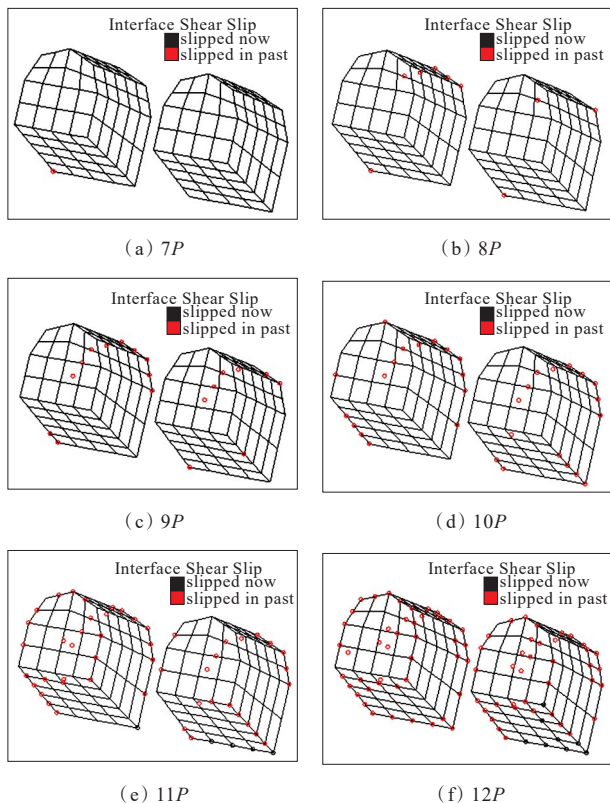 Interface Shear Slip
slipped now
slipped in past
(a) 7P
Interface Shear Slip
slipped now
slipped in past
(b) 8P
Interface Shear Slip
slipped now
slipped in past
(c) 9P
Interface Shear Slip
slipped now
slipped in past
(d) 10P
Interface Shear Slip
slipped now
slipped in past
(e) 11P
Interface Shear Slip
slipped now
slipped in past
(f) 12P